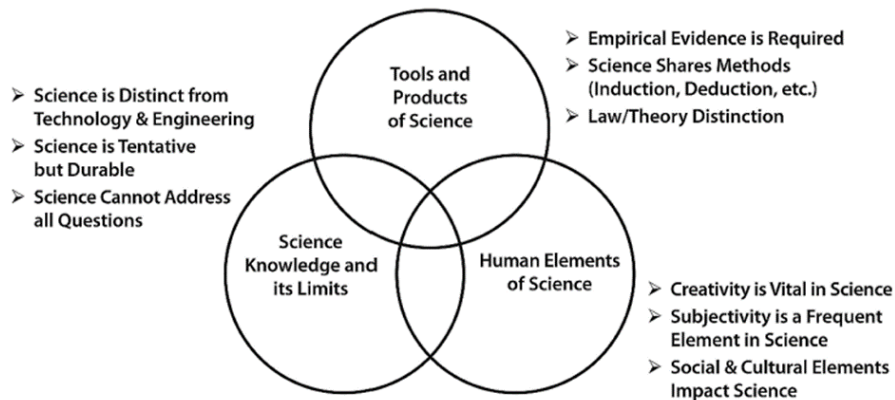 Tools and
Products
of Science
➢ Empirical Evidence is Required
➢ Science Shares Methods
(Induction, Deduction, etc.)
➢ Law/Theory Distinction
➢ Science is Distinct from
Technology & Engineering
➢ Science is Tentative
but Durable
➢ Science Cannot Address
all Questions
Science
Knowledge and
its Limits
Human Elements
of Science
➢ Creativity is Vital in Science
➢ Subjectivity is a Frequent
Element in Science
➢ Social & Cultural Elements
Impact Science